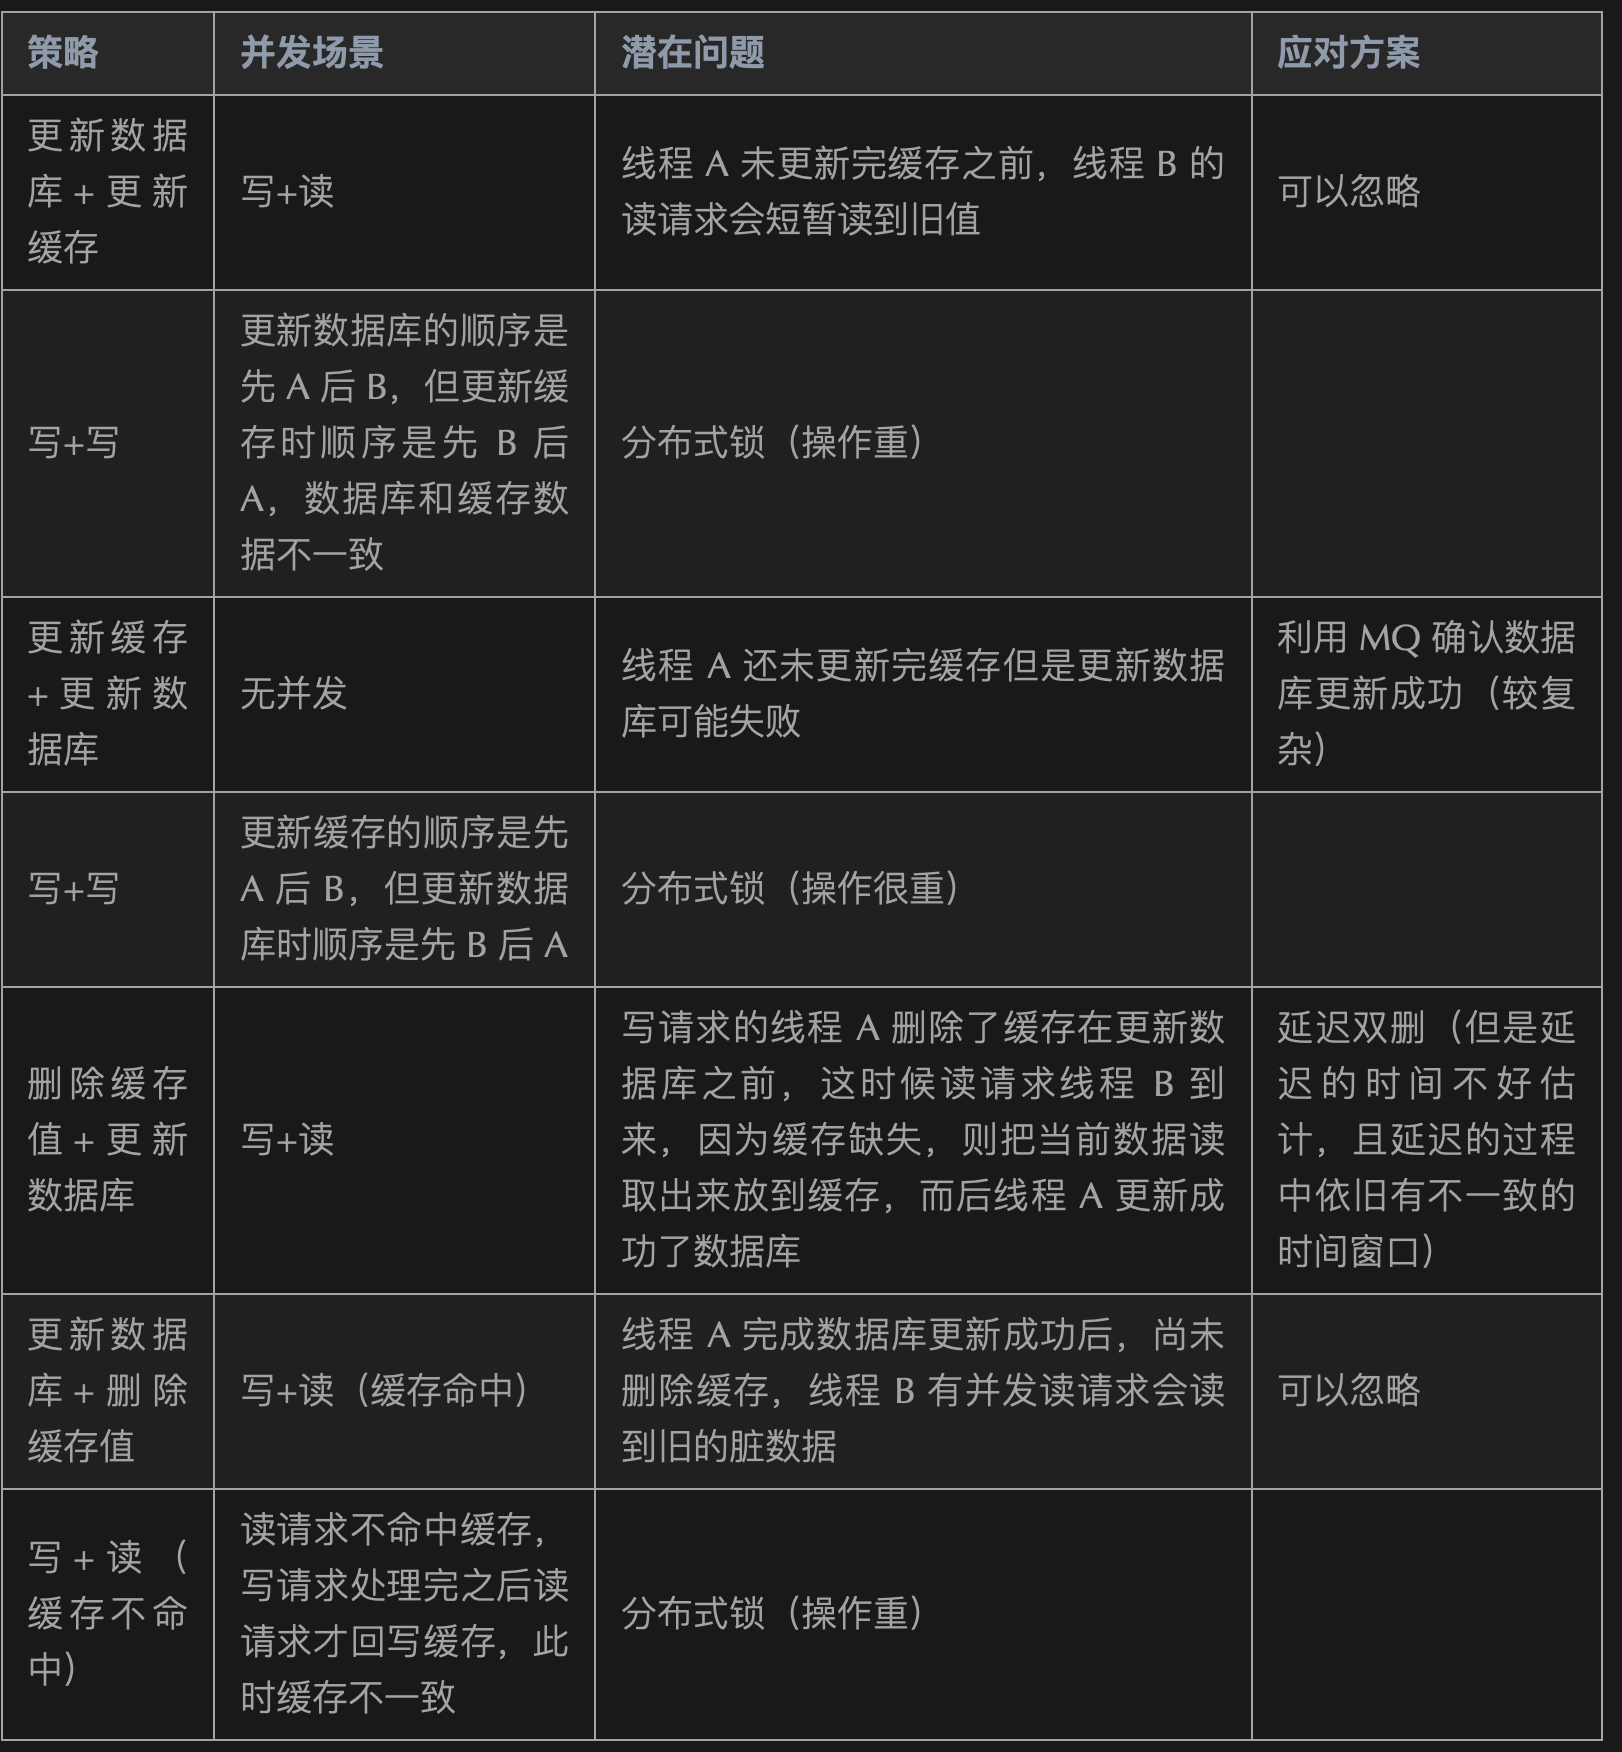 策略
并发场景
潜在问题
应对方案
更新数据
库+更新
缓存
写+读
线程 A 未更新完缓存之前，线程 B 的
读请求会短暂读到旧值
可以忽略
写+写
更新数据库的顺序是
先 A 后 B，但更新缓
存时顺序是先 B 后
A，数据库和缓存数
据不一致
分布式锁（操作重）
更新缓存
+更新数
据库
无并发
线程 A 还未更新完缓存但是更新数据
库可能失败
利用 MQ 确认数据
库更新成功（较复
杂）
写+写
更新缓存的顺序是先
A 后 B，但更新数据
库时顺序是先 B 后 A
分布式锁（操作很重）
删除缓存
值+更新
数据库
写+读
写请求的线程 A 删除了缓存在更新数
据库之前，这时候读请求线程 B 到
来，因为缓存缺失，则把当前数据读
取出来放到缓存，而后线程 A 更新成
功了数据库
延迟双删（但是延
迟的时间不好估
计，且延迟的过程
中依旧有不一致的
时间窗口）
更新数据
库+删除
缓存值
写+读（缓存命中）
线程 A 完成数据库更新成功后，尚未
删除缓存，线程 B 有并发读请求会读
到旧的脏数据
可以忽略
写+读（
缓存不命
中）
读请求不命中缓存，
写请求处理完之后读
请求才回写缓存，此
时缓存不一致
分布式锁（操作重）